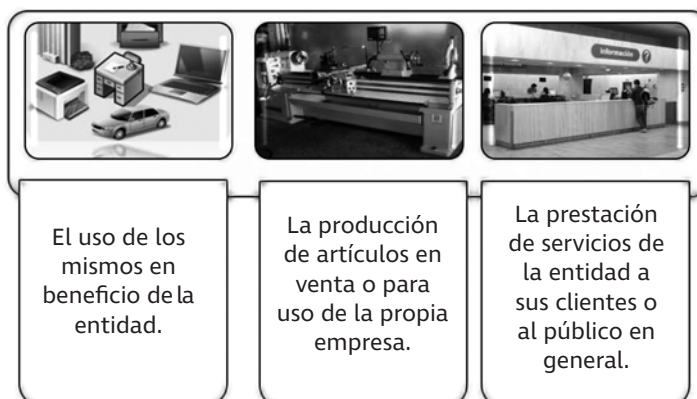 Información ?
El uso de los
mismos en
beneficio de la
entidad.
La producción
de artículos en
venta o para
uso de la propia
empresa.
La prestación
de servicios de
la entidad a
sus clientes o
al público en
general.